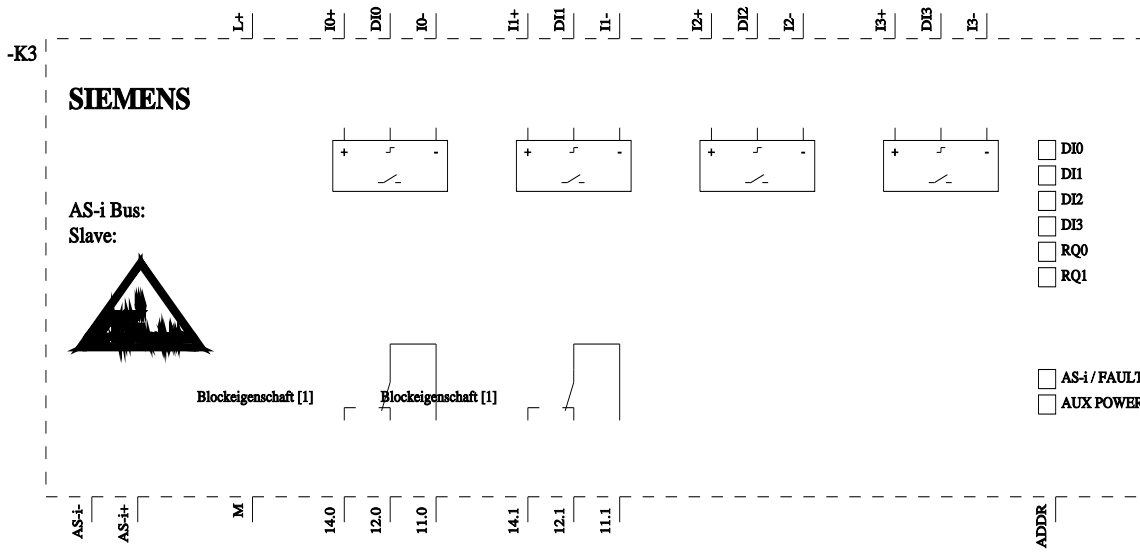 L+ I0+ DI0 I0- I1+ DI1 I1- I2+ DI2 I2- I3+ DI3 I3-
-K3
SIEMENS
+ - + - + - + -
DI0
DI1
DI2
DI3
RQ0
RQ1
AS-i Bus:
Slave:
Blockeigenschaft [1] Blockeigenschaft [1]
AS-i / FAULT
AUX POWER
AS-i- AS-i+ M 14.0 12.0 11.0 14.1 12.1 11.1 ADDR